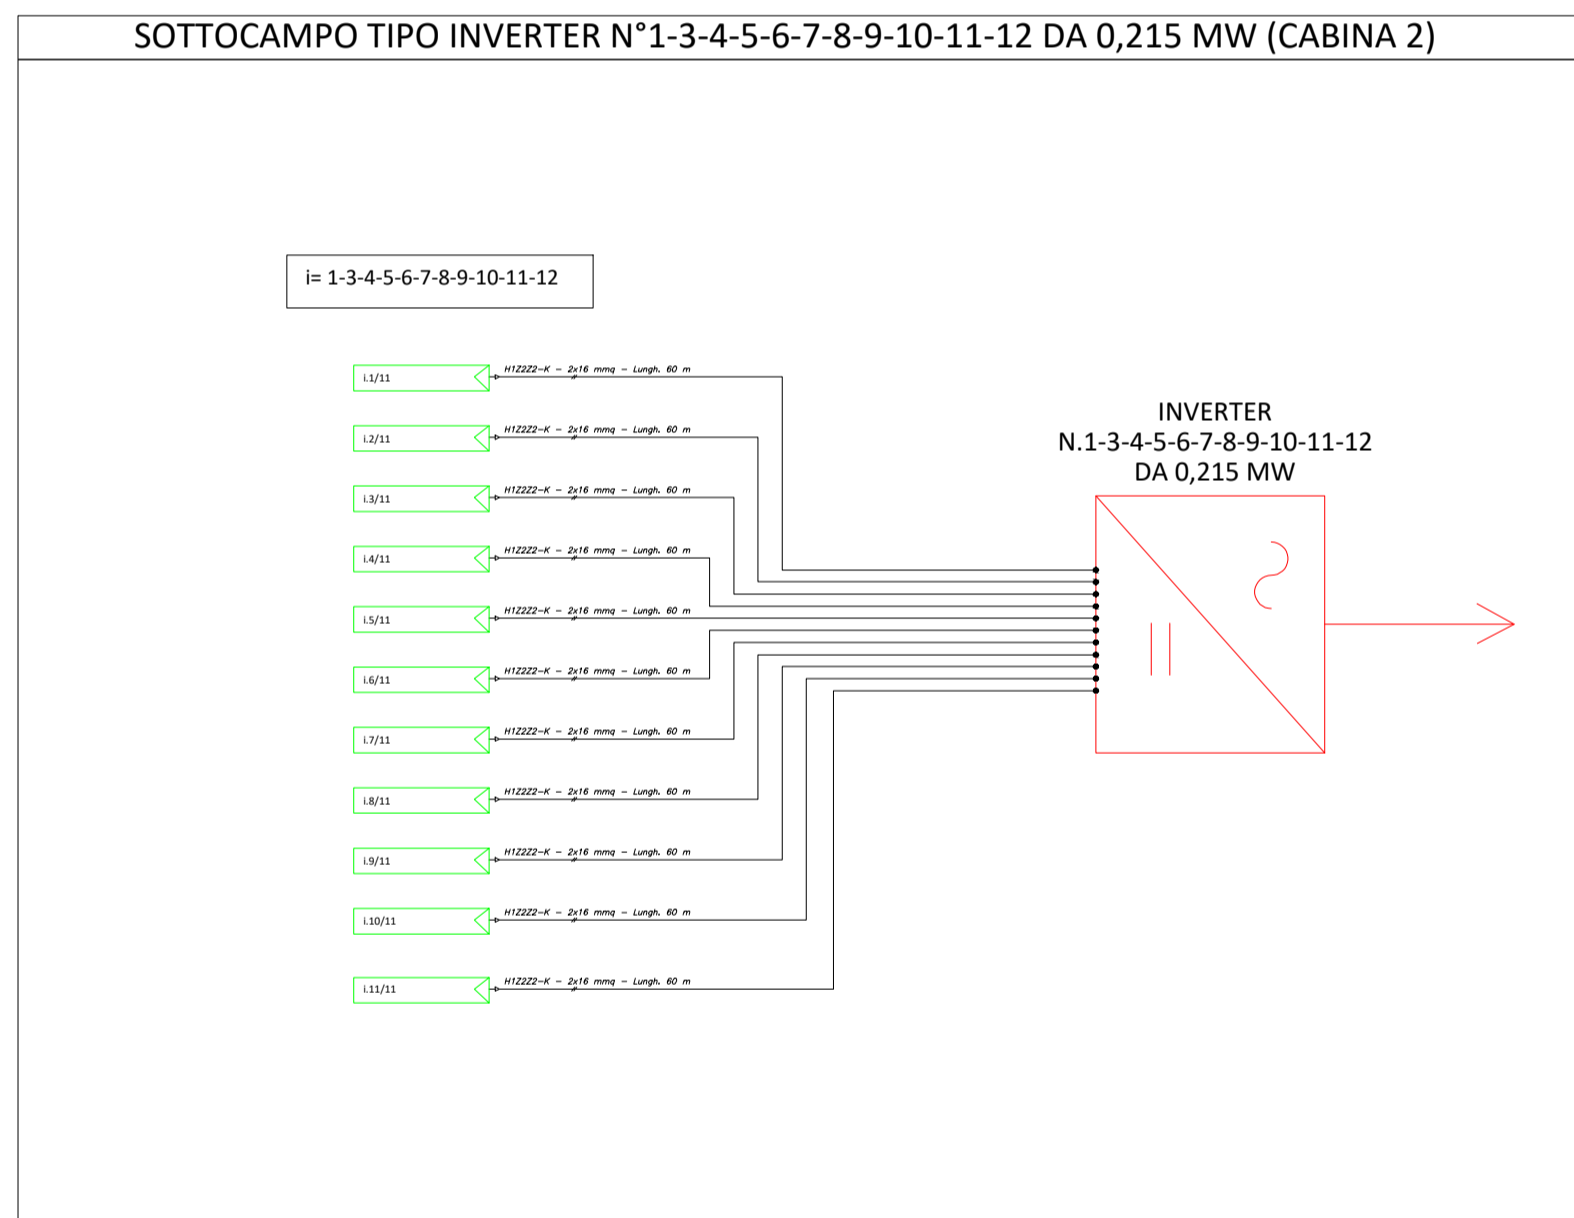 SOTTOCAMPO TIPO INVERTER N°1-3-4-5-6-7-8-9-10-11-12 DA 0,215 MW (CABINA 2)
i= 1-3-4-5-6-7-8-9-10-11-12
i.1/11
H1Z2Z2-K - 2x16 mmq - Lungh. 60 m
i.2/11
H1Z2Z2-K - 2x16 mmq - Lungh. 60 m
i.3/11
H1Z2Z2-K - 2x16 mmq - Lungh. 60 m
i.4/11
H1Z2Z2-K - 2x16 mmq - Lungh. 60 m
i.5/11
H1Z2Z2-K - 2x16 mmq - Lungh. 60 m
i.6/11
H1Z2Z2-K - 2x16 mmq - Lungh. 60 m
i.7/11
H1Z2Z2-K - 2x16 mmq - Lungh. 60 m
i.8/11
H1Z2Z2-K - 2x16 mmq - Lungh. 60 m
i.9/11
H1Z2Z2-K - 2x16 mmq - Lungh. 60 m
i.10/11
H1Z2Z2-K - 2x16 mmq - Lungh. 60 m
i.11/11
H1Z2Z2-K - 2x16 mmq - Lungh. 60 m
INVERTER
N.1-3-4-5-6-7-8-9-10-11-12
DA 0,215 MW